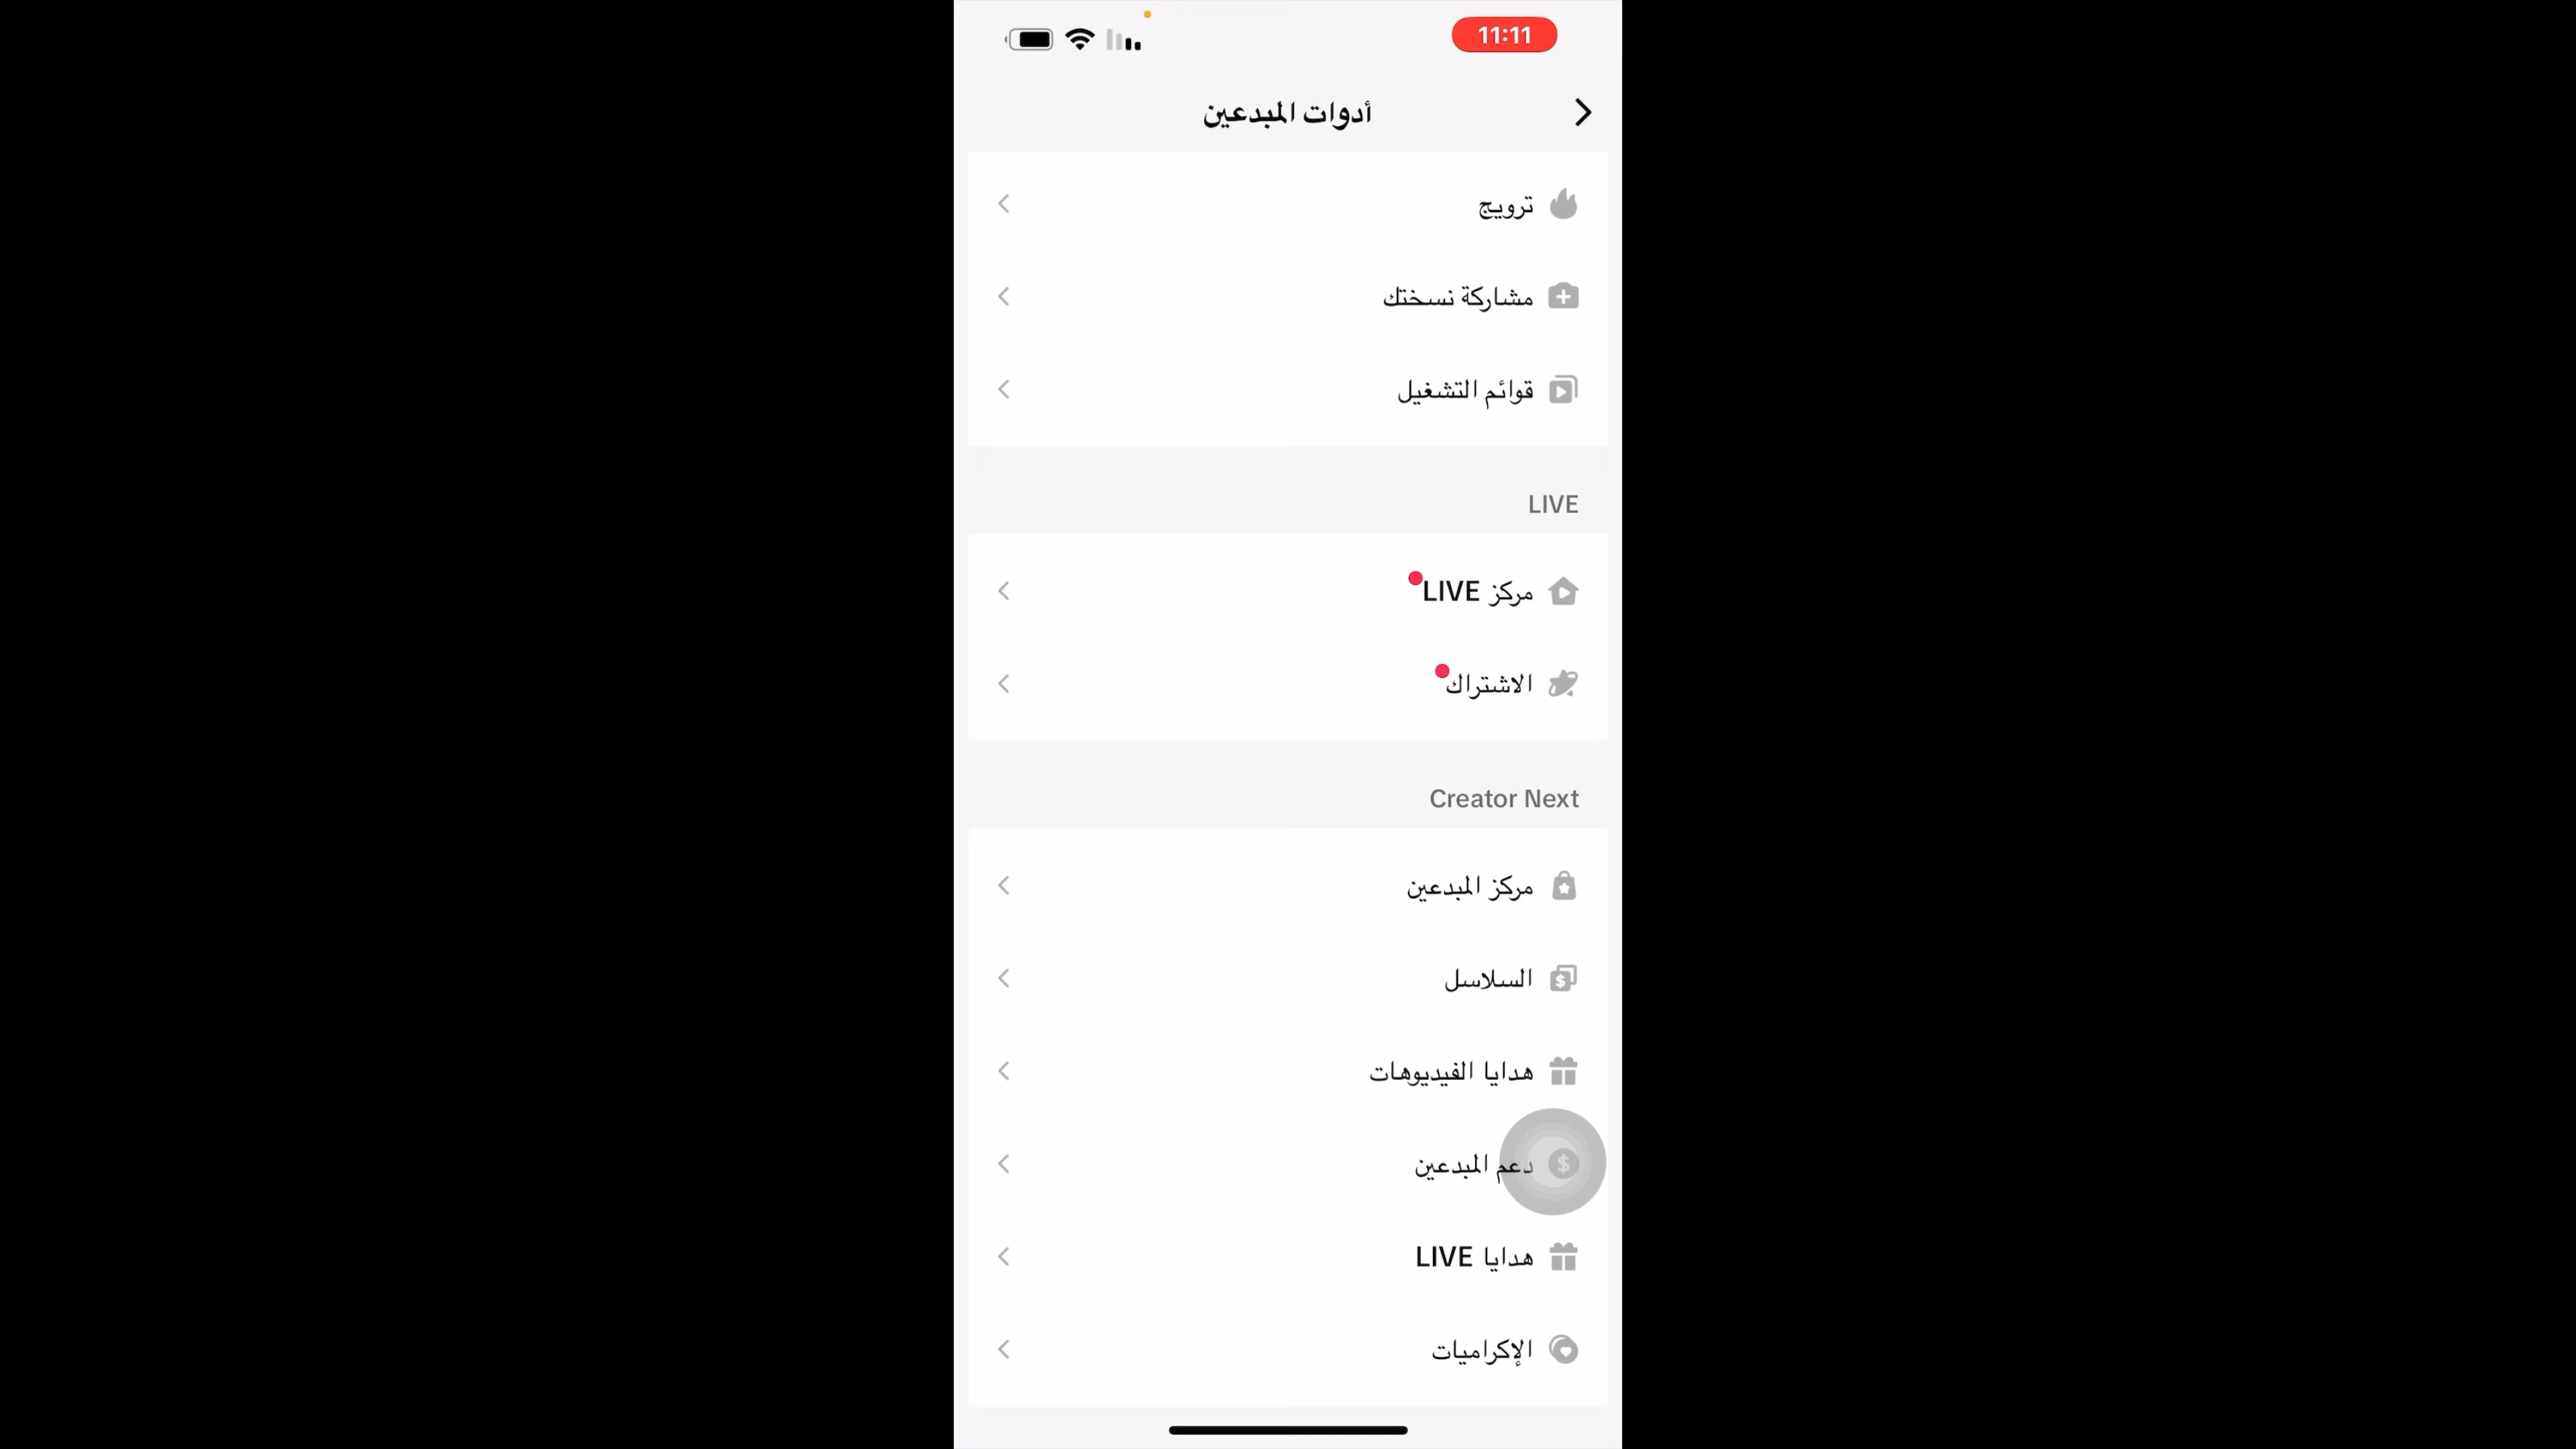 11:11
أدوات المبدعين
ترويج
مشاركة نسختك
قوائم التشغيل
LIVE
مركز LIVE
الاشتراك
Creator Next
مركز المبدعين
السلاسل
هدايا الفيديوهات
دعم المبدعين
هدايا LIVE
الإكراميات